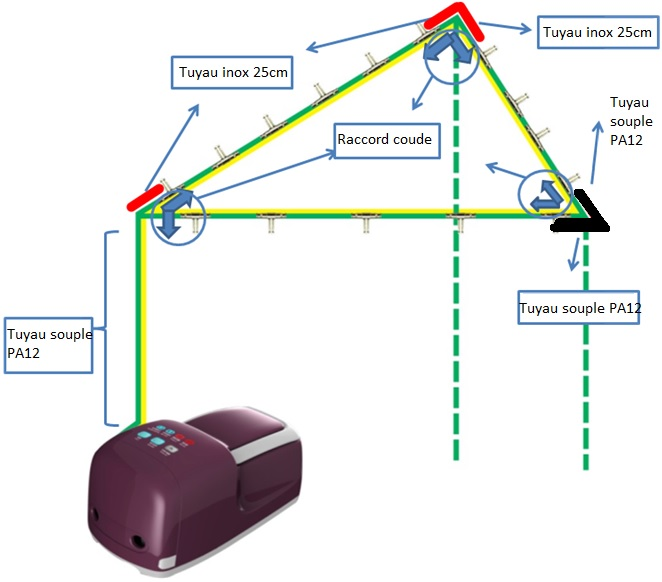 Tuyau inox 25cm
Tuyau inox 25cm
Tuyau
souple
PA12
Raccord coude
Tuyau souple PA12
Tuyau souple
PA12